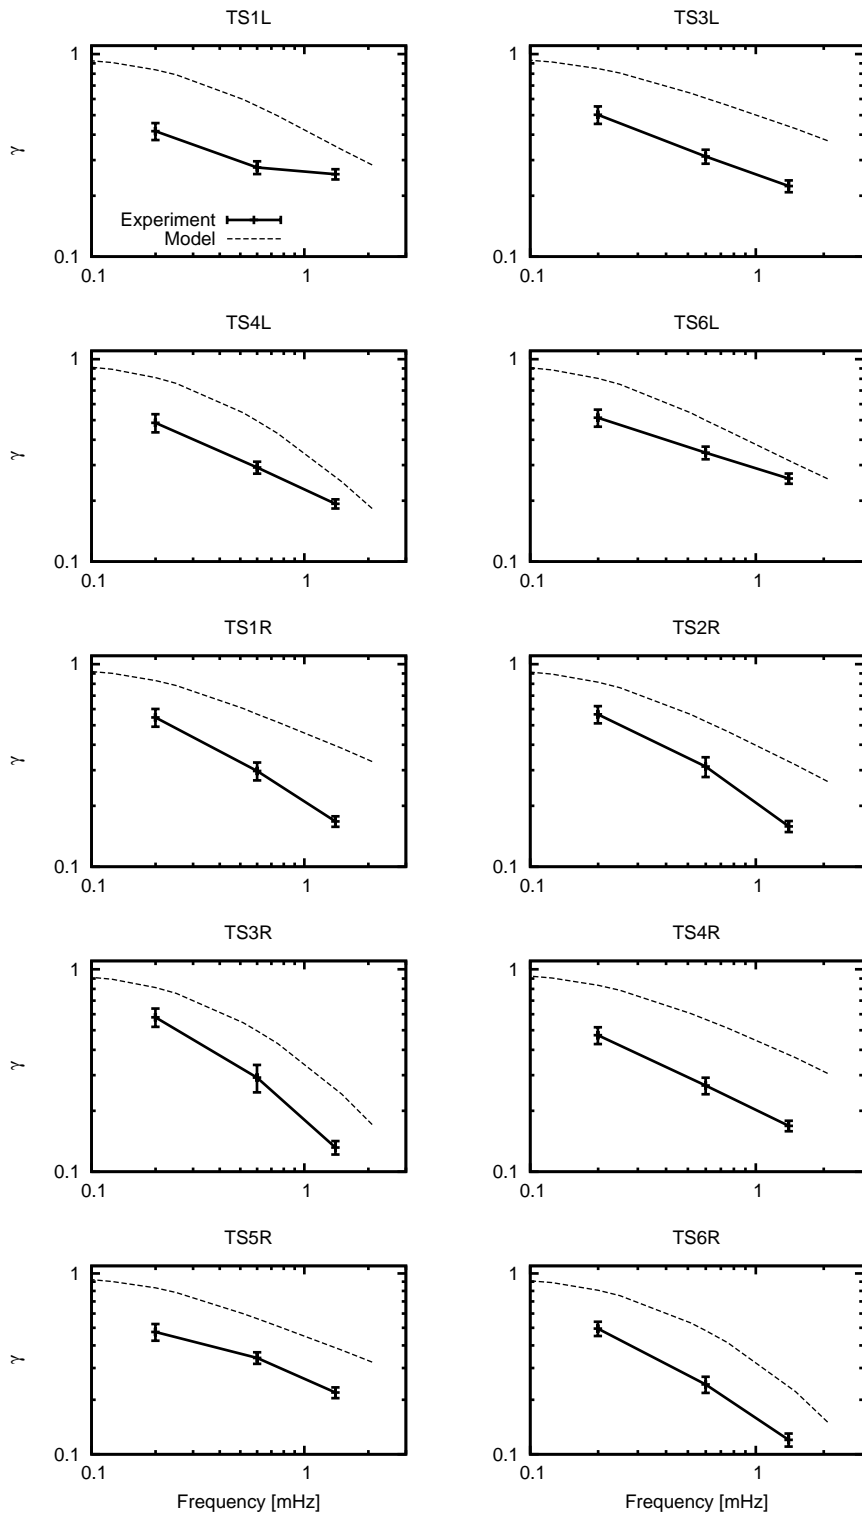 TS1L
TS3L
1
γ
Experiment
Model
0.1
0.1
1
1
0.1
0.1
1
TS4L
TS6L
1
γ
0.1
0.1
1
1
0.1
0.1
1
TS1R
TS2R
1
γ
0.1
0.1
1
1
0.1
0.1
1
TS3R
TS4R
1
γ
0.1
0.1
1
1
0.1
0.1
1
TS5R
TS6R
1
γ
0.1
0.1
1
Frequency [mHz]
1
0.1
0.1
1
Frequency [mHz]